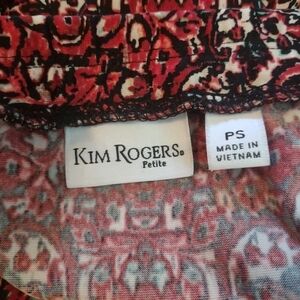 KIM ROGERS®
Petite
PS
MADE IN
VIETNAM